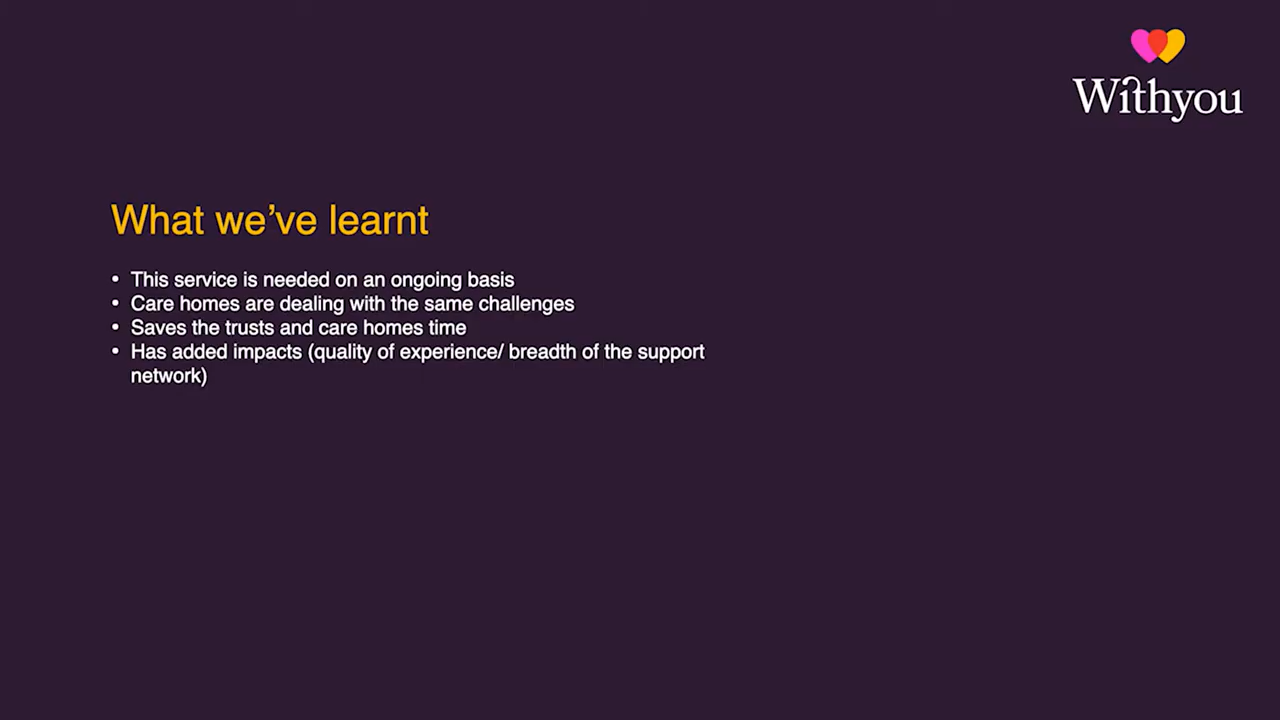 Withyou
What we’ve learnt
• This service is needed on an ongoing basis
• Care homes are dealing with the same challenges
• Saves the trusts and care homes time
• Has added impacts (quality of experience/ breadth of the support
network)